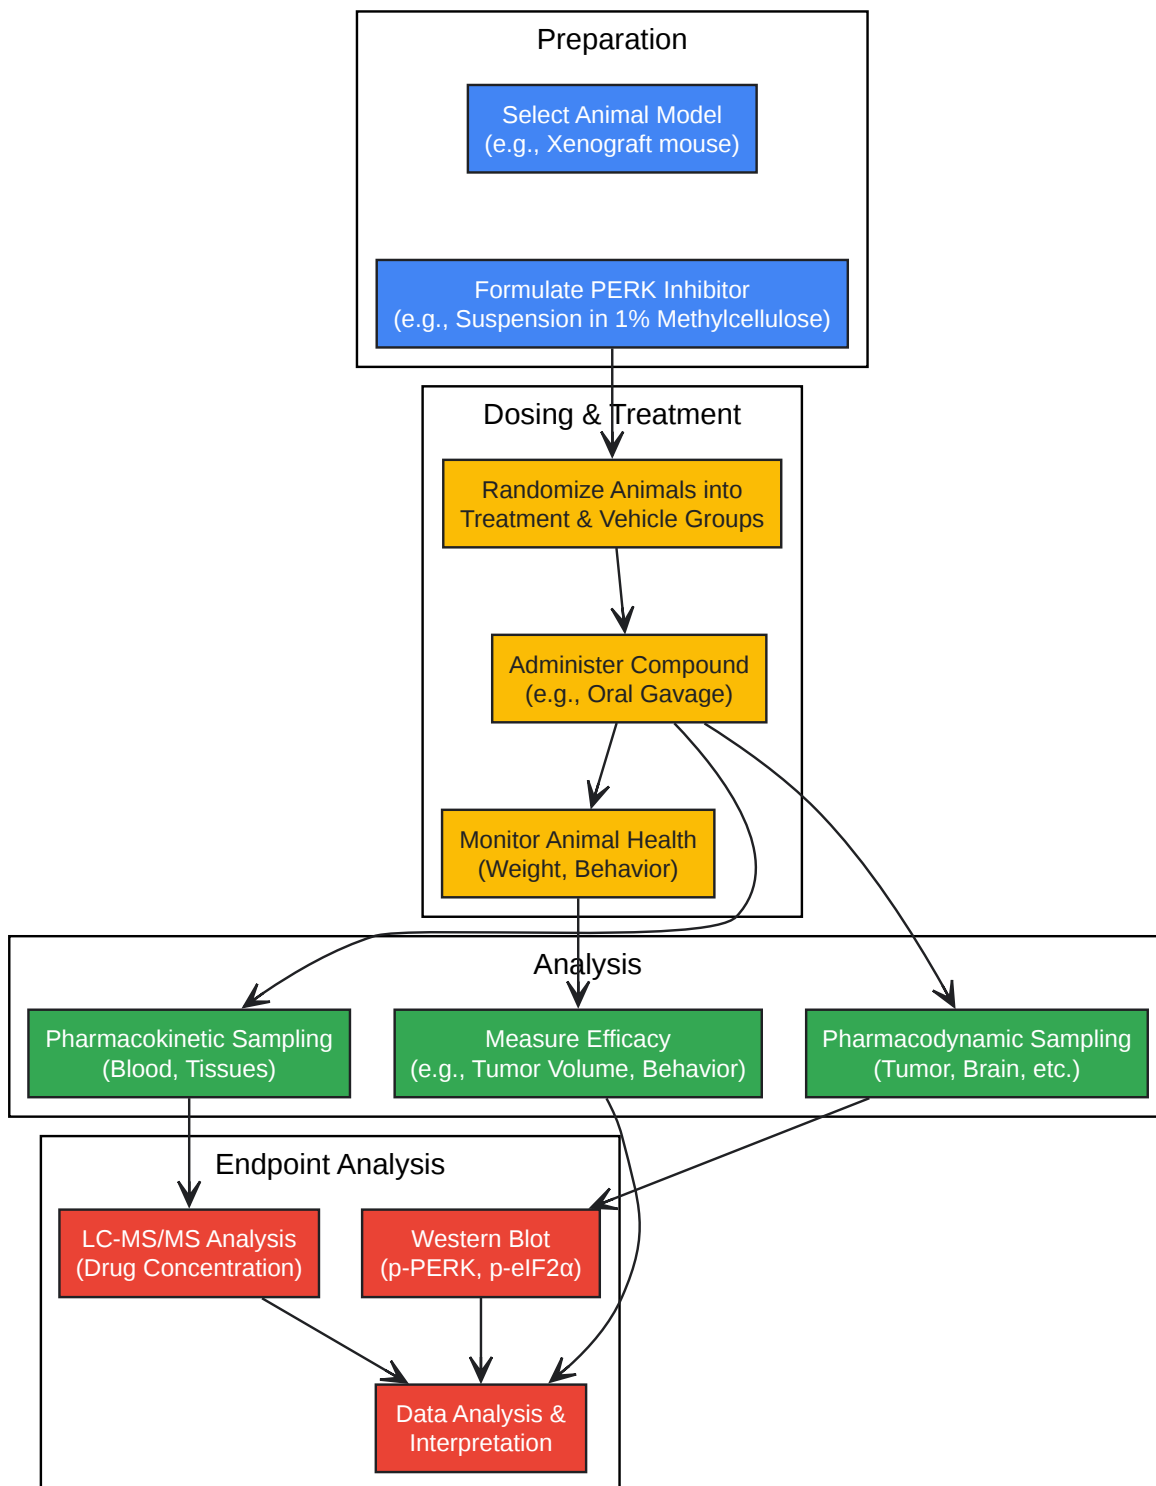 Preparation
Select Animal Model
(e.g., Xenograft mouse)
Formulate PERK Inhibitor
(e.g., Suspension in 1% Methylcellulose)
Dosing & Treatment
Randomize Animals into
Treatment & Vehicle Groups
Administer Compound
(e.g., Oral Gavage)
Monitor Animal Health
(Weight, Behavior)
Analysis
Pharmacokinetic Sampling
(Blood, Tissues)
Measure Efficacy
(e.g., Tumor Volume, Behavior)
Pharmacodynamic Sampling
(Tumor, Brain, etc.)
Endpoint Analysis
LC-MS/MS Analysis
(Drug Concentration)
Western Blot
(p-PERK, p-eIF2α)
Data Analysis &
Interpretation